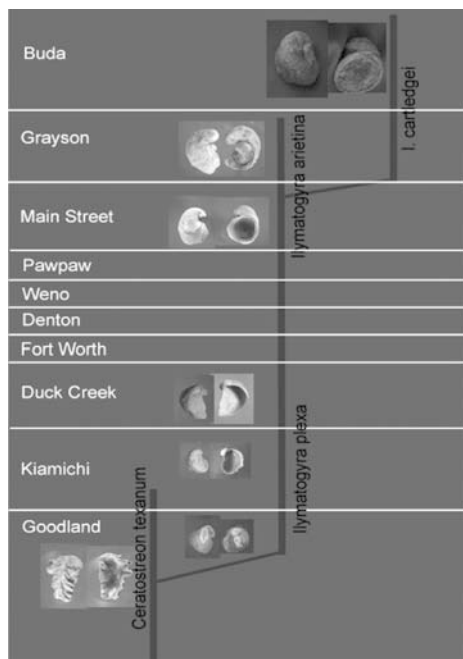 Buda
I. cartledgei
Grayson
Ilymatogyra arietina
Main Street
Pawpaw
Weno
Denton
Fort Worth
Duck Creek
Ilymatogyra plexa
Kiamichi
Ceratostreon texanum
Goodland